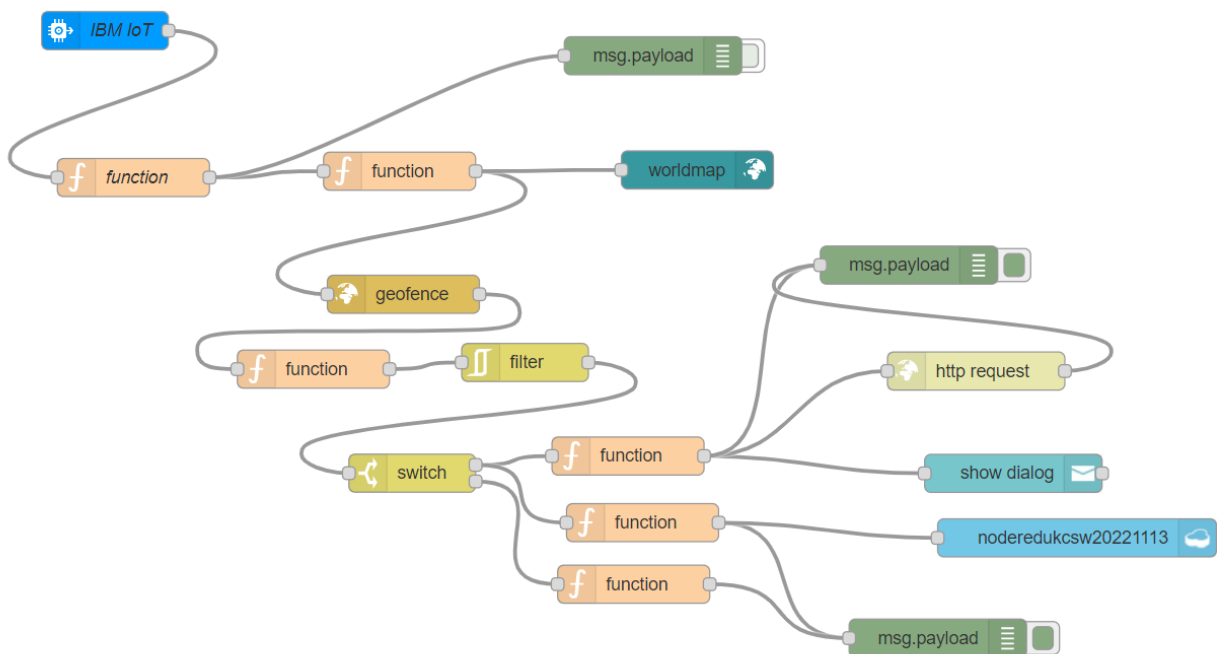 IBM IoT
msg.payload
function
function
worldmap
msg.payload
geofence
function
filter
http request
switch
function
show dialog
function
noderedukcsw20221113
function
msg.payload